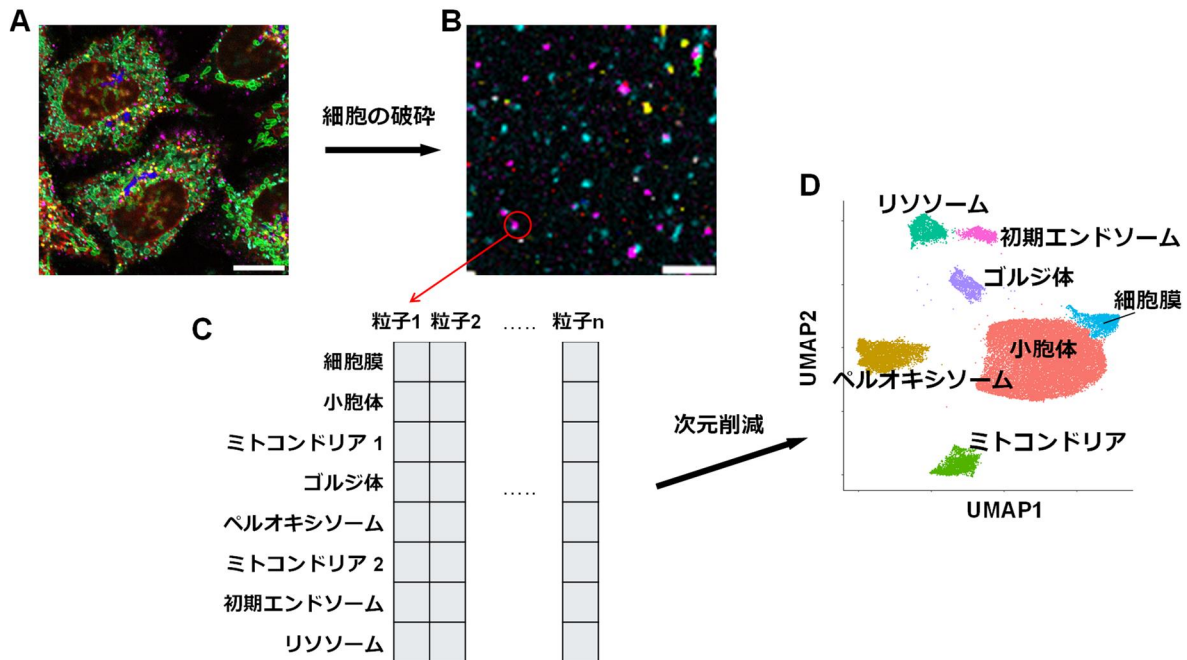 A
B
細胞の破砕
C
粒子1 粒子2 ..... 粒子n
細胞膜
小胞体
ミトコンドリア 1
ゴルジ体
.....
ペルオキシソーム
ミトコンドリア 2
初期エンドソーム
リソソーム
次元削減
D
リソソーム
初期エンドソーム
ゴルジ体
細胞膜
小胞体
ペルオキシソーム
ミトコンドリア
UMAP2
UMAP1